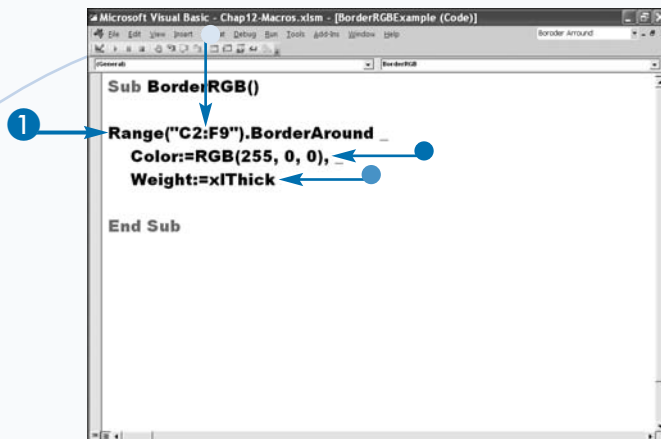 Microsoft Visual Basic - Chap12-Macros.xlsm - [BorderRGBExample (Code)]
File Edit View Insert Debug Run Tools Add-Ins Window Help
Boroder Arround
(General)
BorderRGB
Sub BorderRGB()
1
Range("C2:F9").BorderAround _
Color:=RGB(255, 0, 0), _
Weight:=xlThick
End Sub